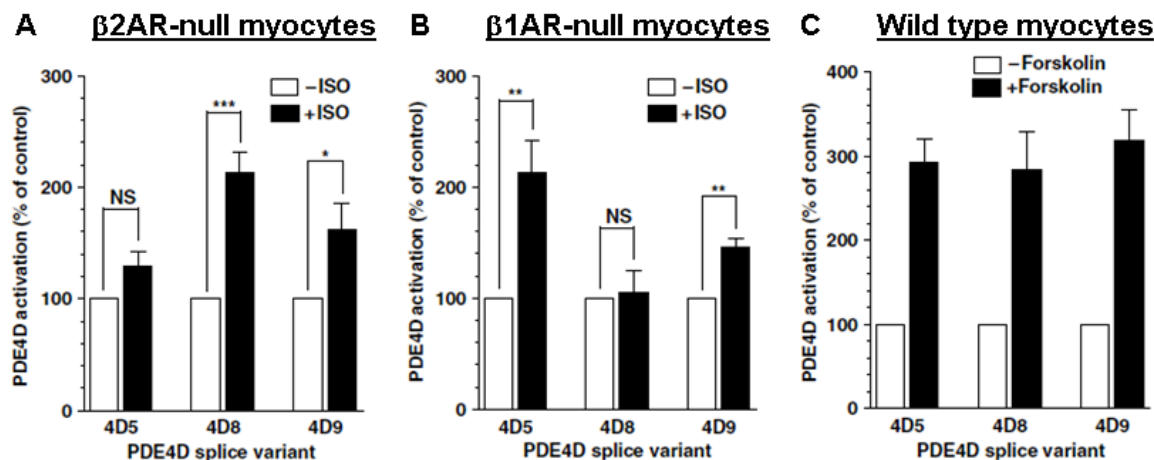 A β2AR-null myocytes
300
200
100
0
PDE4D activation (% of control)
–ISO
+ISO
NS
***
*
4D5 4D8 4D9
PDE4D splice variant
B β1AR-null myocytes
300
200
100
0
PDE4D activation (% of control)
–ISO
+ISO
**
NS
**
4D5 4D8 4D9
PDE4D splice variant
C Wild type myocytes
400
300
200
100
0
PDE4D activation (% of control)
–Forskolin
+Forskolin
4D5 4D8 4D9
PDE4D splice variant